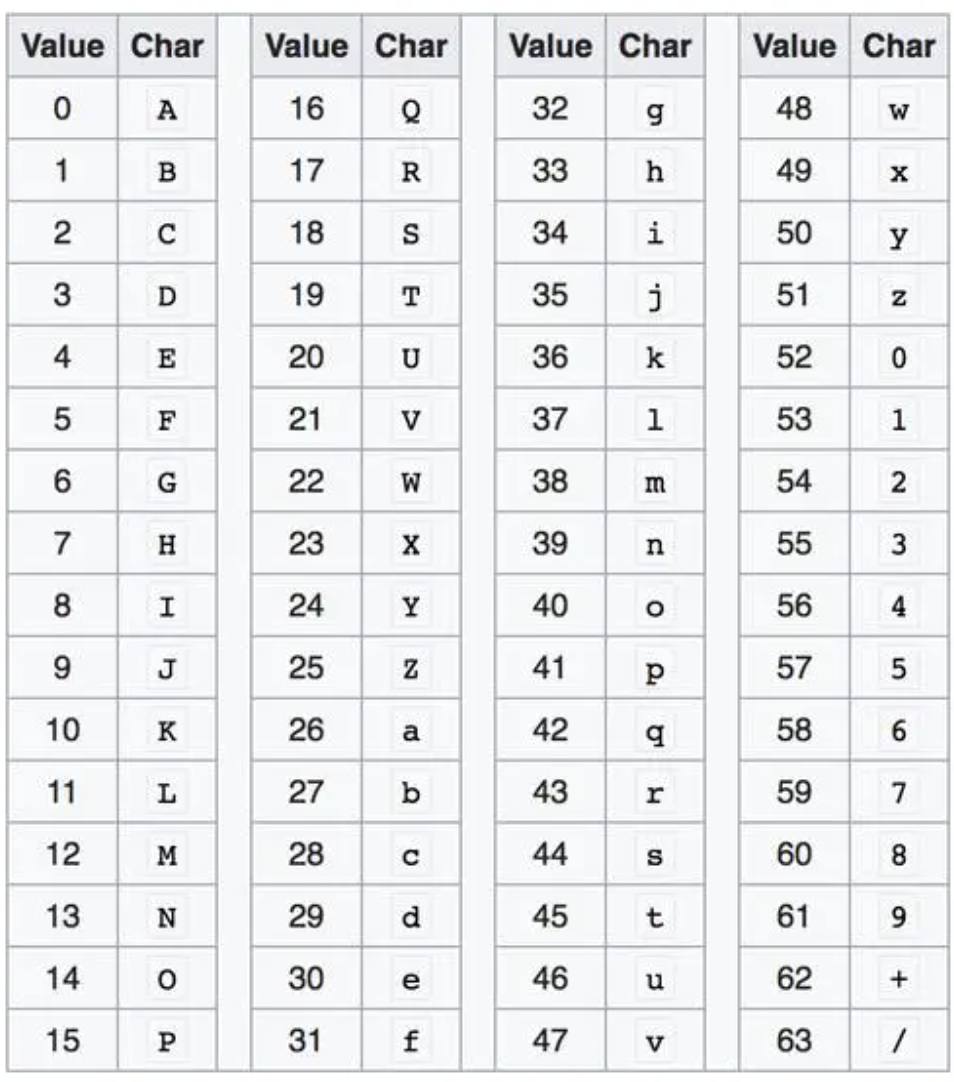 Value Char Value Char Value Char Value Char
0 A 16 Q 32 g 48 w
1 B 17 R 33 h 49 x
2 C 18 S 34 i 50 y
3 D 19 T 35 j 51 z
4 E 20 U 36 k 52 0
5 F 21 V 37 l 53 1
6 G 22 W 38 m 54 2
7 H 23 X 39 n 55 3
8 I 24 Y 40 o 56 4
9 J 25 Z 41 p 57 5
10 K 26 a 42 q 58 6
11 L 27 b 43 r 59 7
12 M 28 c 44 s 60 8
13 N 29 d 45 t 61 9
14 O 30 e 46 u 62 +
15 P 31 f 47 v 63 /